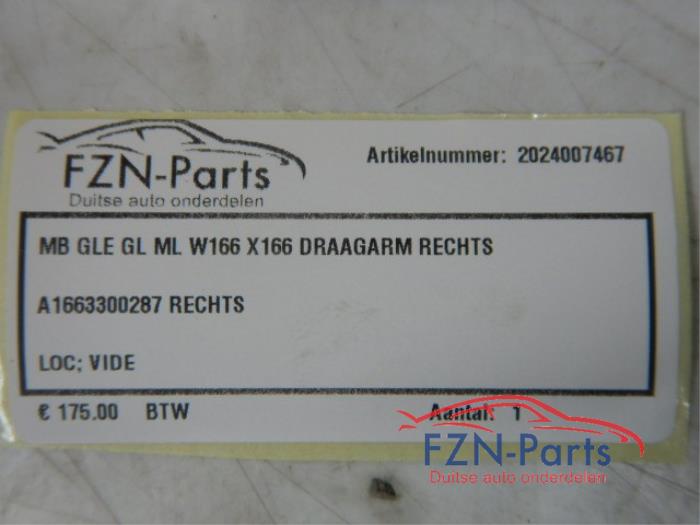 FZN-Parts
Duitse auto onderdelen
Artikelnummer: 2024007467
MB GLE GL ML W166 X166 DRAAGARM RECHTS
A1663300287 RECHTS
LOC; VIDE
€ 175.00 BTW Aantal: 1
FZN-Parts
Duitse auto onderdelen